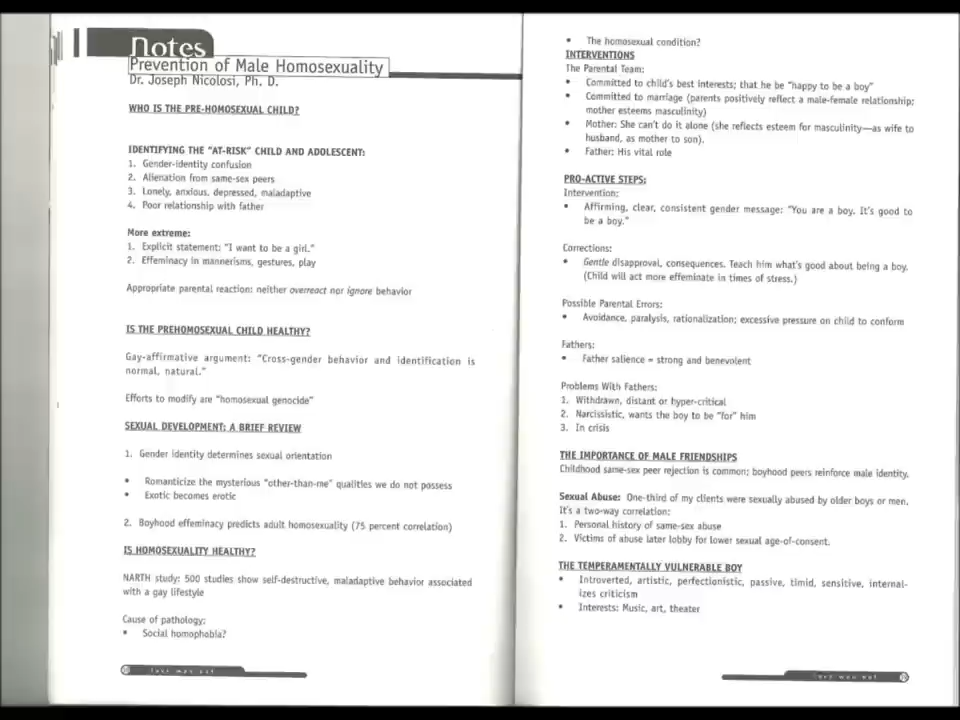 Notes
Prevention of Male Homosexuality
Dr. Joseph Nicolosi, Ph. D.
WHO IS THE PRE-HOMOSEXUAL CHILD?
IDENTIFYING THE "AT-RISK" CHILD AND ADOLESCENT:
1. Gender-identity confusion
2. Alienation from same-sex peers
3. Lonely, anxious, depressed, maladaptive
4. Poor relationship with father
More extreme:
1. Explicit statement: "I want to be a girl."
2. Effeminacy in mannerisms, gestures, play
Appropriate parental reaction: neither overreact nor ignore behavior
IS THE PREHOMOSEXUAL CHILD HEALTHY?
Gay-affirmative argument: "Cross-gender behavior and identification is
normal, natural."
Efforts to modify are "homosexual genocide"
SEXUAL DEVELOPMENT: A BRIEF REVIEW
1. Gender identity determines sexual orientation
• Romanticize the mysterious "other-than-me" qualities we do not possess
• Exotic becomes erotic
2. Boyhood effeminacy predicts adult homosexuality (75 percent correlation)
IS HOMOSEXUALITY HEALTHY?
NARTH study: 500 studies show self-destructive, maladaptive behavior associated
with a gay lifestyle
Cause of pathology:
• Social homophobia?
love won out
• The homosexual condition?
INTERVENTIONS
The Parental Team:
• Committed to child's best interests; that he be "happy to be a boy"
• Committed to marriage (parents positively reflect a male-female relationship;
mother esteems masculinity)
• Mother: She can't do it alone (she reflects esteem for masculinity—as wife to
husband, as mother to son).
• Father: His vital role
PRO-ACTIVE STEPS:
Intervention:
• Affirming, clear, consistent gender message: "You are a boy. It's good to
be a boy."
Corrections:
• Gentle disapproval, consequences. Teach him what's good about being a boy.
(Child will act more effeminate in times of stress.)
Possible Parental Errors:
• Avoidance, paralysis, rationalization; excessive pressure on child to conform
Fathers:
• Father salience = strong and benevolent
Problems With Fathers:
1. Withdrawn, distant or hyper-critical
2. Narcissistic, wants the boy to be "for" him
3. In crisis
THE IMPORTANCE OF MALE FRIENDSHIPS
Childhood same-sex peer rejection is common; boyhood peers reinforce male identity.
Sexual Abuse: One-third of my clients were sexually abused by older boys or men.
It's a two-way correlation:
1. Personal history of same-sex abuse
2. Victims of abuse later lobby for lower sexual age-of-consent.
THE TEMPERAMENTALLY VULNERABLE BOY
• Introverted, artistic, perfectionistic, passive, timid, sensitive, internal-
izes criticism
• Interests: Music, art, theater
love won out